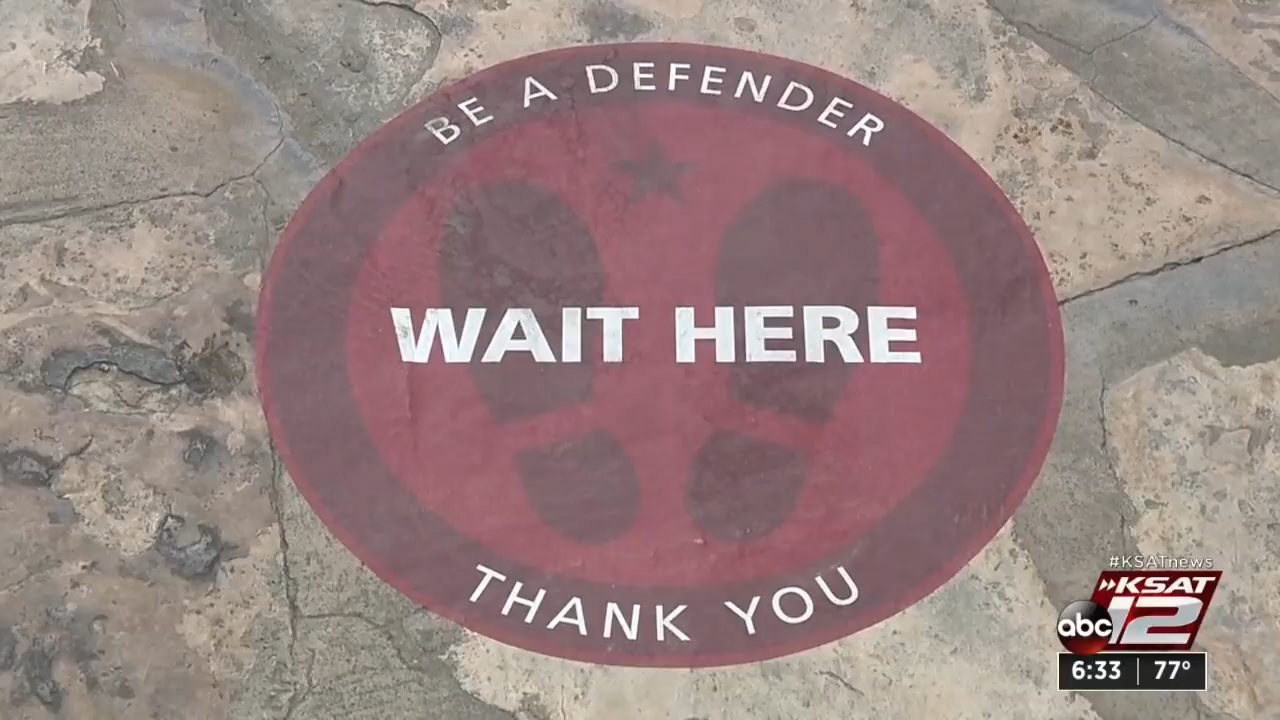 BE A DEFENDER
WAIT HERE
THANK YOU
#KSATnews
KSAT
abc 12
6:33 77°